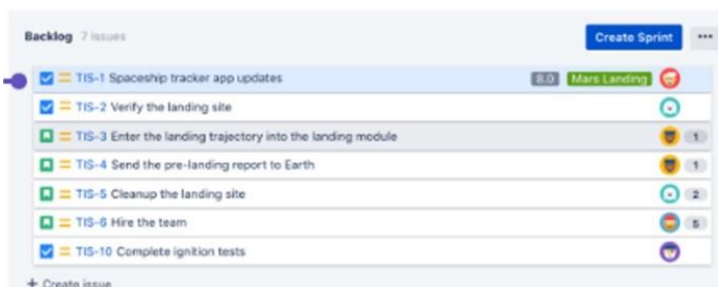 Backlog 7 issues
Create Sprint ...
TIS-1 Spaceship tracker app updates 8.0 Mars Landing
TIS-2 Verify the landing site
TIS-3 Enter the landing trajectory into the landing module 1
TIS-4 Send the pre-landing report to Earth 1
TIS-5 Cleanup the landing site 2
TIS-6 Hire the team 5
TIS-10 Complete ignition tests
+ Create issue